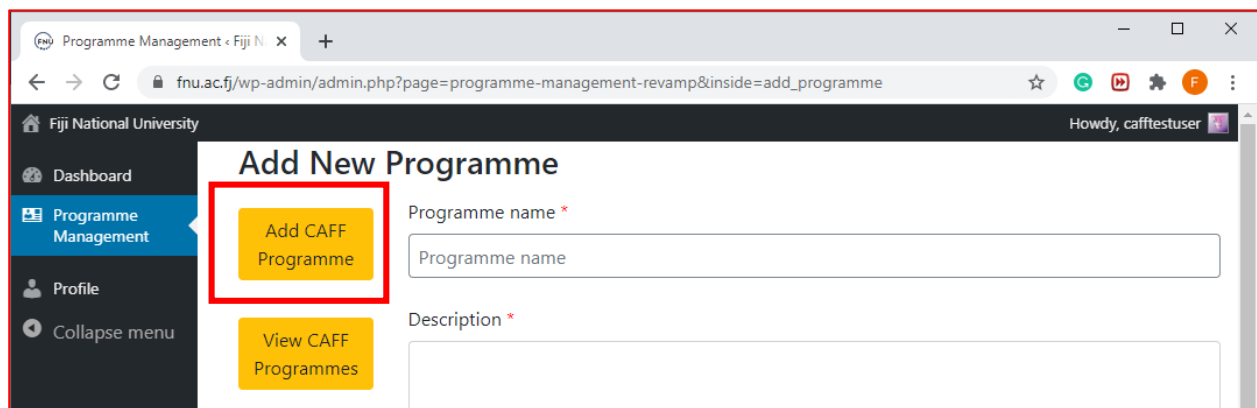 FNU Programme Management ‹ Fiji N
fnu.ac.fj/wp-admin/admin.php?page=programme-management-revamp&inside=add_programme
F
Fiji National University
Howdy, cafftestuser
Dashboard
Programme
Management
Profile
Collapse menu
Add New Programme
Add CAFF
Programme
View CAFF
Programmes
Programme name *
Programme name
Description *